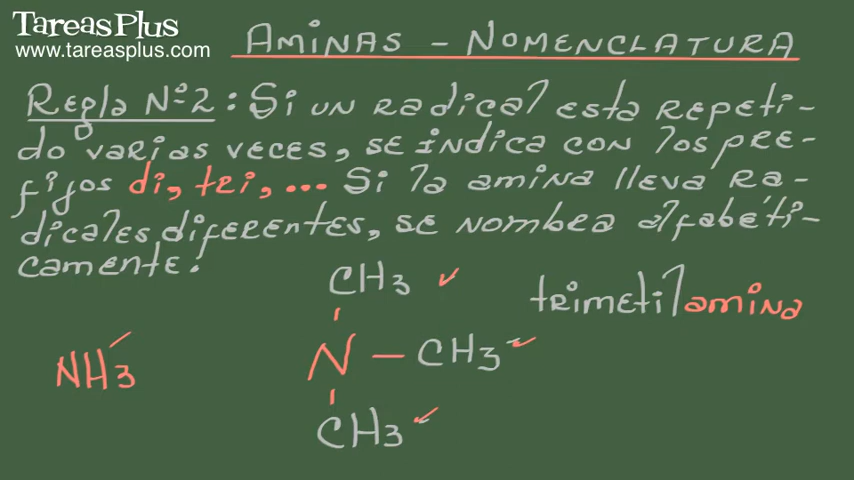 TareasPlus
www.tareasplus.com
AMINAS - NOMENCLATURA
Regla Nº2: Si un radical esta repeti-
do varias veces, se indica con los pre-
fijos di, tri, ... Si la amina lleva ra-
dicales diferentes, se nombra alfabéti-
camente.
CH3
trimetilamina
N - CH3
NH3
CH3